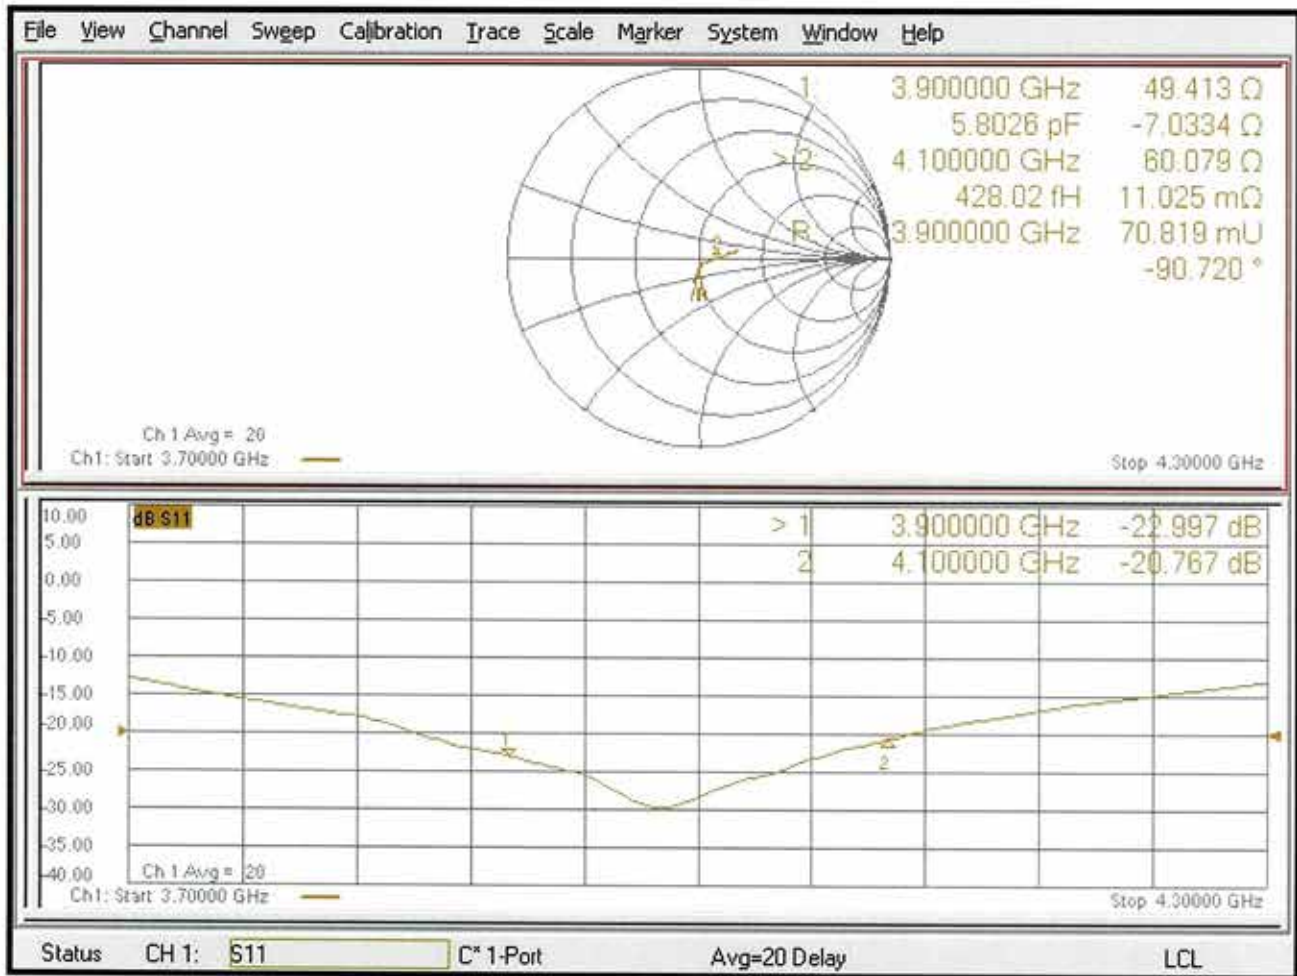 File View Channel Sweep Calibration Trace Scale Marker System Window Help
1 3.900000 GHz 49.413 Ω
5.8026 pF -7.0334 Ω
> 2 4.100000 GHz 60.079 Ω
428.02 fH 11.025 mΩ
R 3.900000 GHz 70.819 mU
-90.720 °
2
Ch 1 Avg = 20
Ch1: Start 3.70000 GHz
Stop 4.30000 GHz
10.00
dB S11
5.00
0.00
-5.00
-10.00
-15.00
-20.00
-25.00
-30.00
-35.00
-40.00
> 1 3.900000 GHz -22.997 dB
2 4.100000 GHz -20.767 dB
1
2
Ch 1 Avg = 20
Ch1: Start 3.70000 GHz
Stop 4.30000 GHz
Status CH 1: S11 C* 1-Port Avg=20 Delay LCL